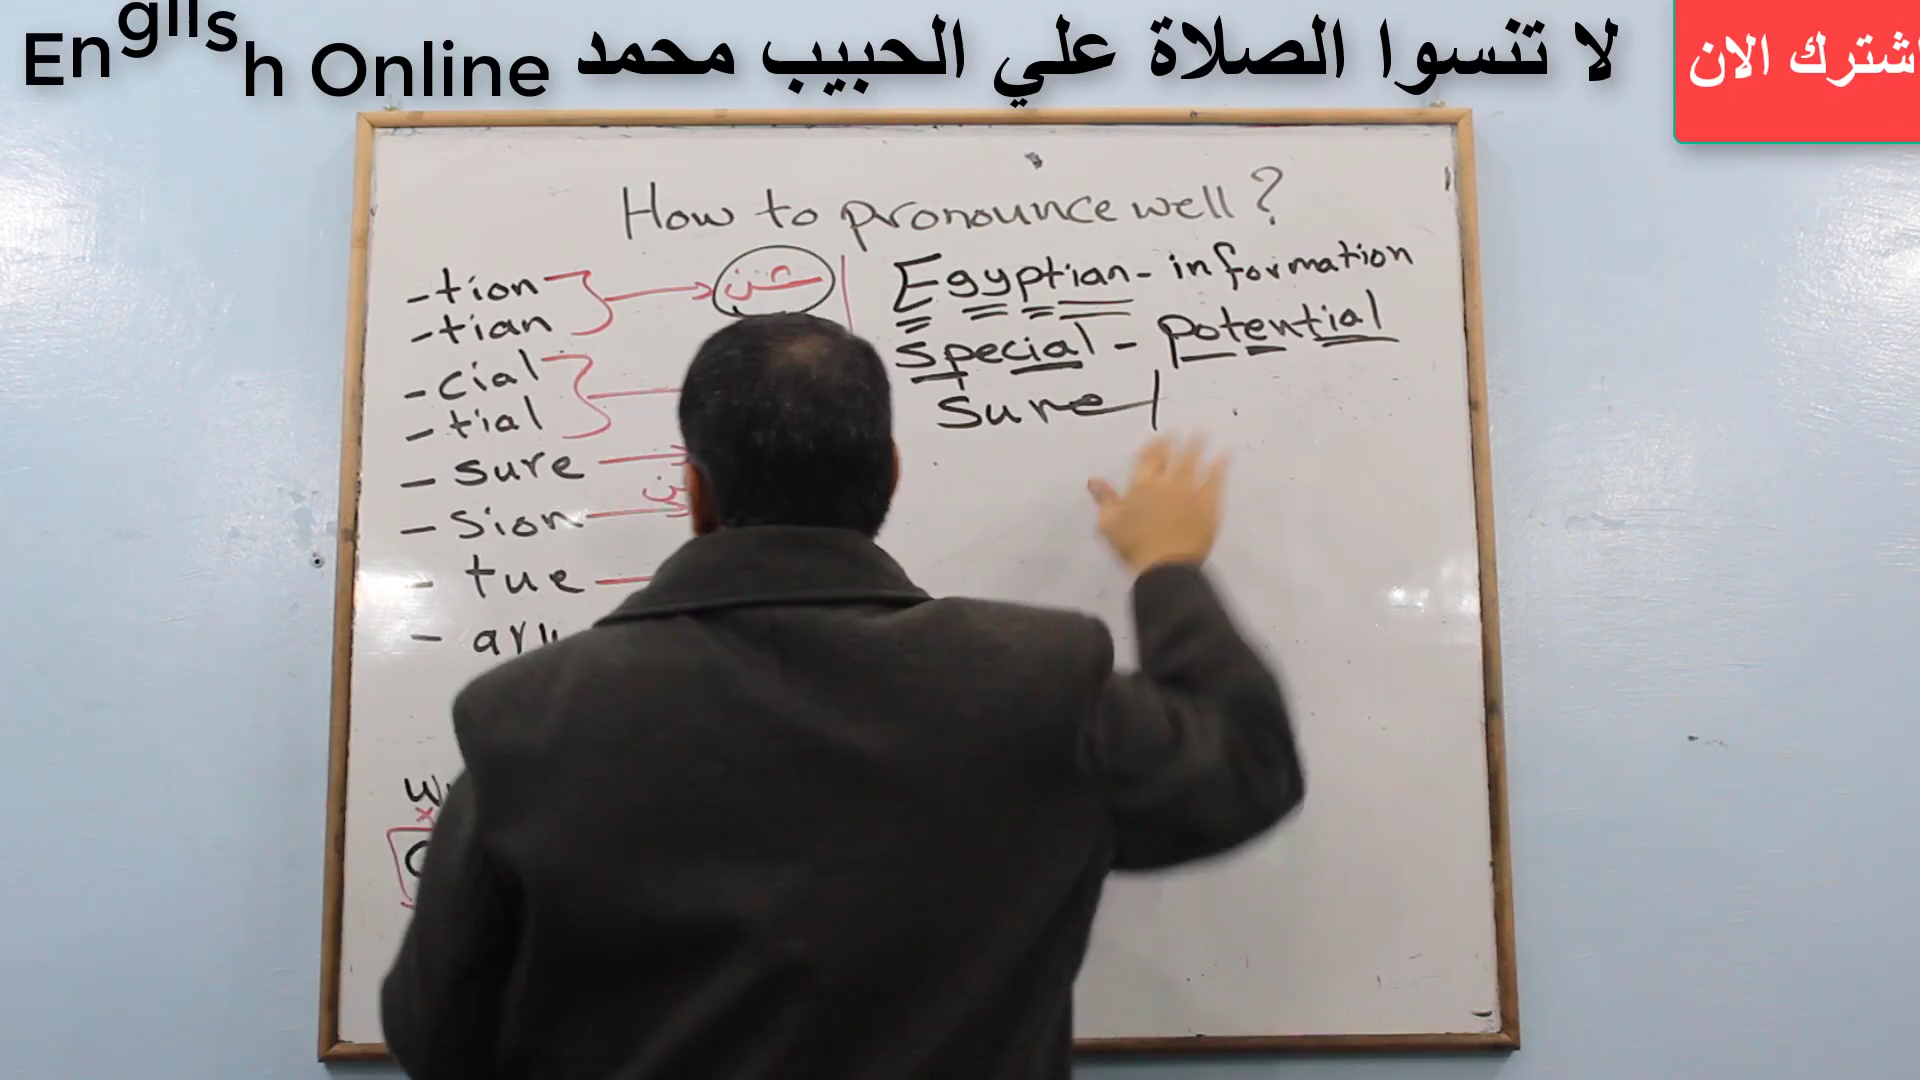 English Online لا تنسوا الصلاة علي الحبيب محمد
اشترك الان
How to pronounce well?
-tion شن
-tian
-cial
-tial
- sure
- sion
- tue
Egyptian - information
special - potential
sure